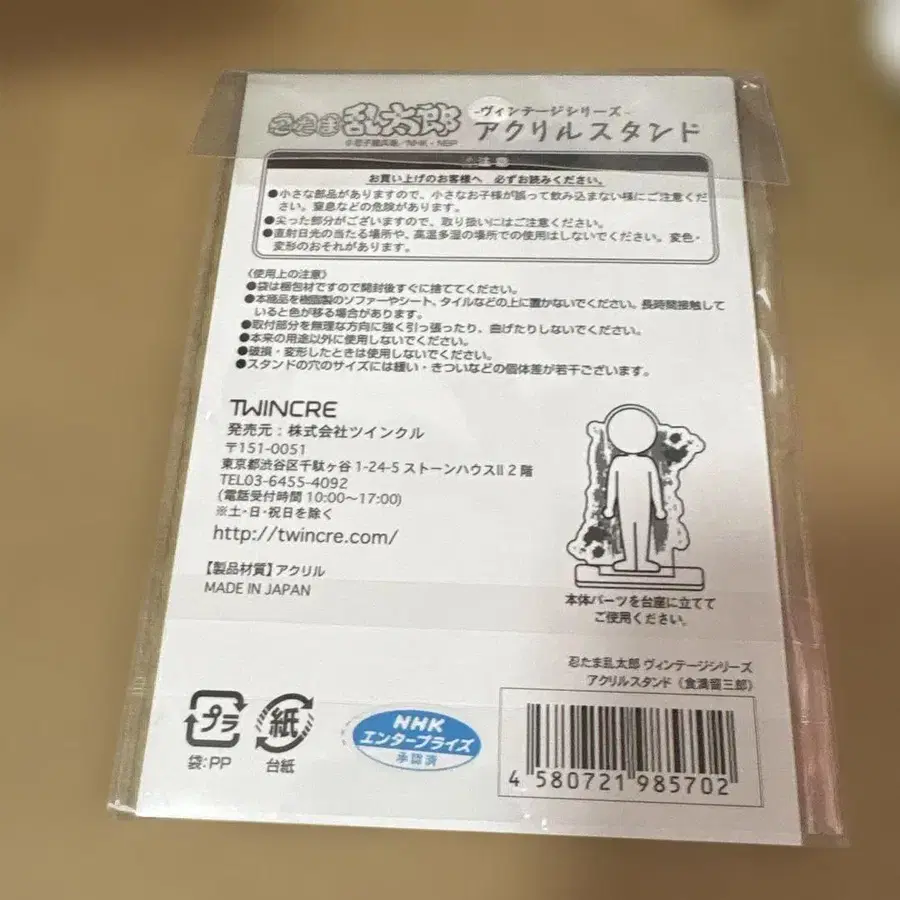 忍たま乱太郎
-ヴィンテージシリーズ-
アクリルスタンド
©尼子騒兵衛/NHK・NEP
注意
お買い上げのお客様へ 必ずお読みください。
●小さな部品がありますので、小さなお子様が誤って飲み込まない様にご注意くだ
さい。窒息などの危険があります。
●尖った部分がございますので、取り扱いにはご注意ください。
●直射日光の当たる場所や、高温多湿の場所での使用はしないでください。変色・
変形のおそれがあります。
〈使用上の注意〉
●袋は梱包材ですので開封後すぐに捨ててください。
●本商品を樹脂製のソファーやシート、タイルなどの上に置かないでください。長時間接触して
いると色が移る場合があります。
●取付部分を無理な方向に強く引っ張ったり、曲げたりしないでください。
●本来の用途以外に使用しないでください。
●破損・変形したときは使用しないでください。
●スタンドの穴のサイズには緩い・きついなどの個体差が若干ございます。
TWINCRE
発売元:株式会社ツインクル
〒151-0051
東京都渋谷区千駄ヶ谷1-24-5 ストーンハウスII 2階
TEL03-6455-4092
(電話受付時間 10:00~17:00)
※土・日・祝日を除く
http://twincre.com/
【製品材質】アクリル
MADE IN JAPAN
本体パーツを台座に立てて
ご使用ください。
忍たま乱太郎 ヴィンテージシリーズ
アクリルスタンド(食満留三郎)
プラ
袋:PP
紙
台紙
NHK
エンタープライズ
承認済
4 580721 985702